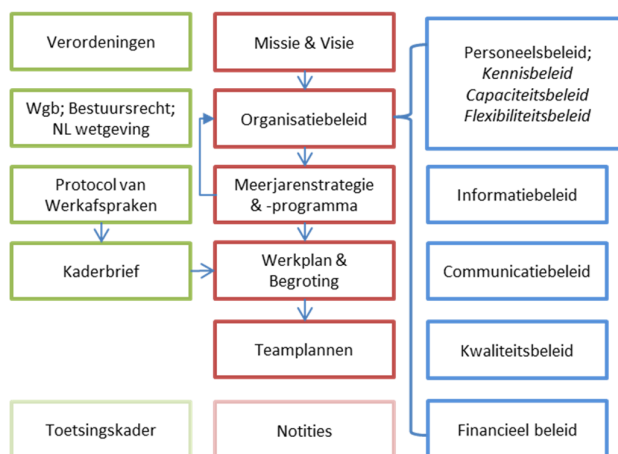 Verordeningen
Wgb; Bestuursrecht;
NL wetgeving
Protocol van
Werkafspraken
Kaderbrief
Toetsingskader
Missie & Visie
Organisatiebeleid
Meerjarenstrategie
& -programma
Werkplan &
Begroting
Teamplannen
Notities
Personeelsbeleid;
Kennisbeleid
Capaciteitsbeleid
Flexibiliteitsbeleid
Informatiebeleid
Communicatiebeleid
Kwaliteitsbeleid
Financieel beleid